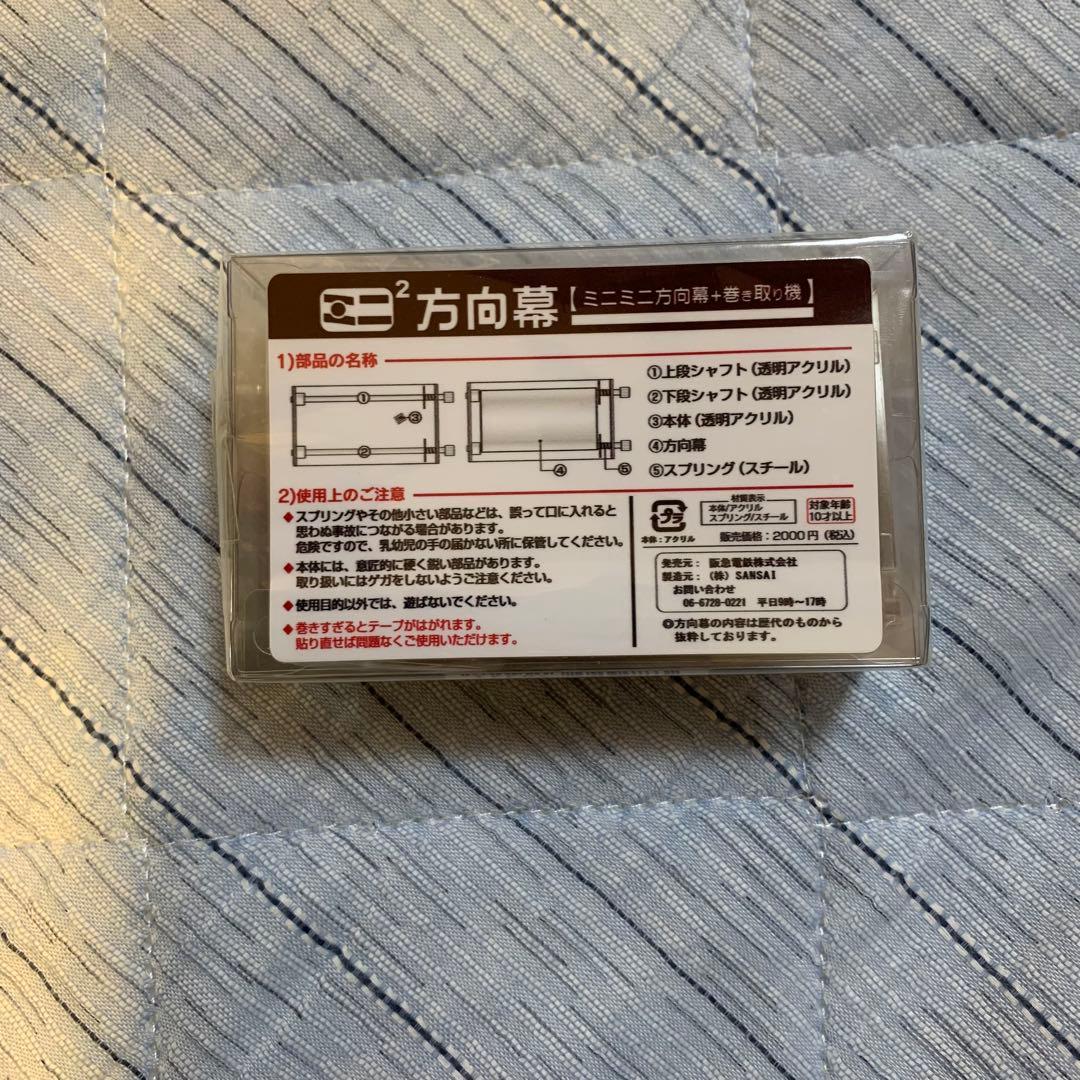 ミニ² 方向幕【ミニミニ方向幕+巻き取り機】
1)部品の名称
① ② ③
④ ⑤
①上段シャフト(透明アクリル)
②下段シャフト(透明アクリル)
③本体(透明アクリル)
④方向幕
⑤スプリング(スチール)
2)使用上のご注意
◆スプリングやその他小さい部品などは、誤って口に入れると
思わぬ事故につながる場合があります。
危険ですので、乳幼児の手の届かない所に保管してください。
◆本体には、意匠的に硬く鋭い部品があります。
取り扱いにはケガをしないようご注意ください。
◆使用目的以外では、遊ばないでください。
◆巻きすぎるとテープがはがれます。
貼り直せば問題なくご使用いただけます。
プラ
本体:アクリル
材質表示
本体/アクリル
スプリング/スチール
対象年齢
10才以上
販売価格:2000円(税込)
発売元: 阪急電鉄株式会社
製造元: (株) SANSAI
お問い合わせ
06-6728-0221 平日9時~17時
◎方向幕の内容は歴代のものから
抜粋しております。